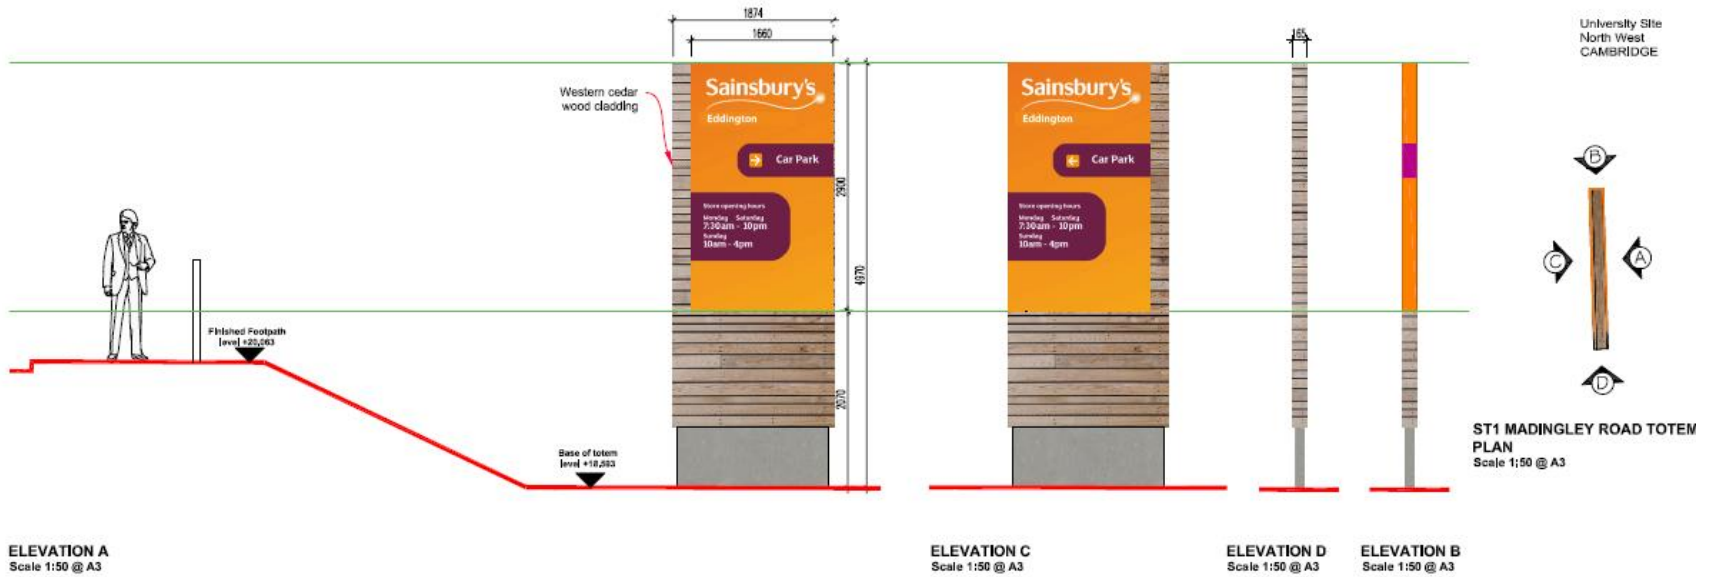 1874
1660
165
University Site
North West
CAMBRIDGE
Western cedar
wood cladding
Sainsbury's
Eddington
Car Park
Store opening hours
Monday Saturday
7:30am - 10pm
Sunday
10am - 4pm
2900
4970
2070
Sainsbury's
Eddington
Car Park
Store opening hours
Monday Saturday
7:30am - 10pm
Sunday
10am - 4pm
B
C
A
D
Finished Footpath
level +20,063
Base of totem
level +18,593
ST1 MADINGLEY ROAD TOTEM
PLAN
Scale 1:50 @ A3
ELEVATION A
Scale 1:50 @ A3
ELEVATION C
Scale 1:50 @ A3
ELEVATION D
Scale 1:50 @ A3
ELEVATION B
Scale 1:50 @ A3